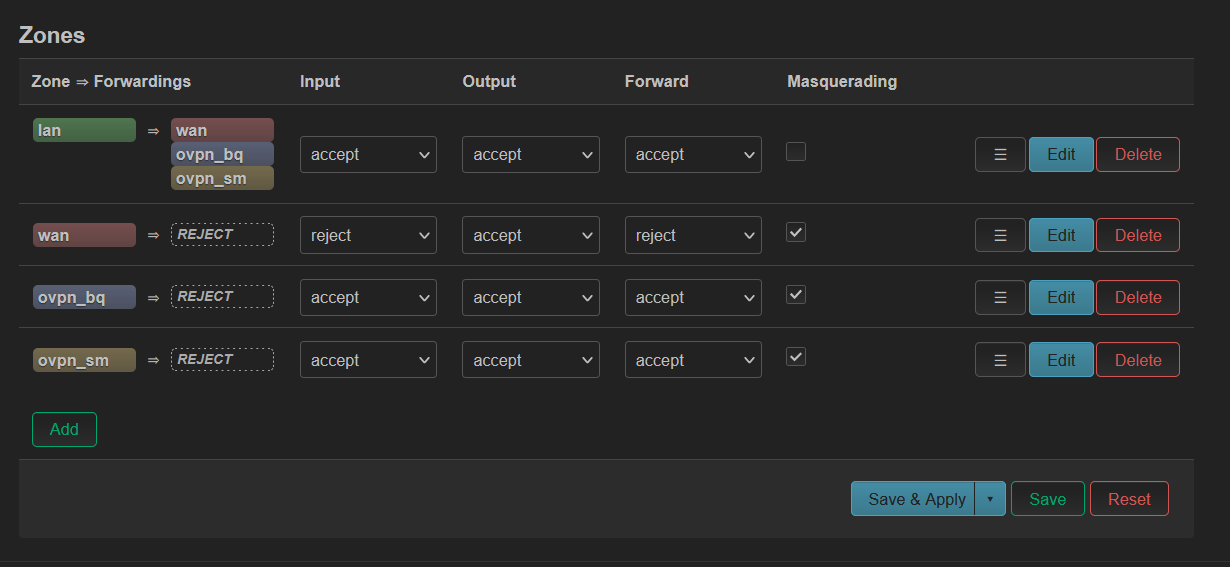 Zones
Zone ⇒ Forwardings Input Output Forward Masquerading
lan ⇒ wan
ovpn_bq
ovpn_sm
accept accept accept ☰ Edit Delete
wan ⇒ REJECT reject accept reject ☰ Edit Delete
ovpn_bq ⇒ REJECT accept accept accept ☰ Edit Delete
ovpn_sm ⇒ REJECT accept accept accept ☰ Edit Delete
Add
Save & Apply Save Reset